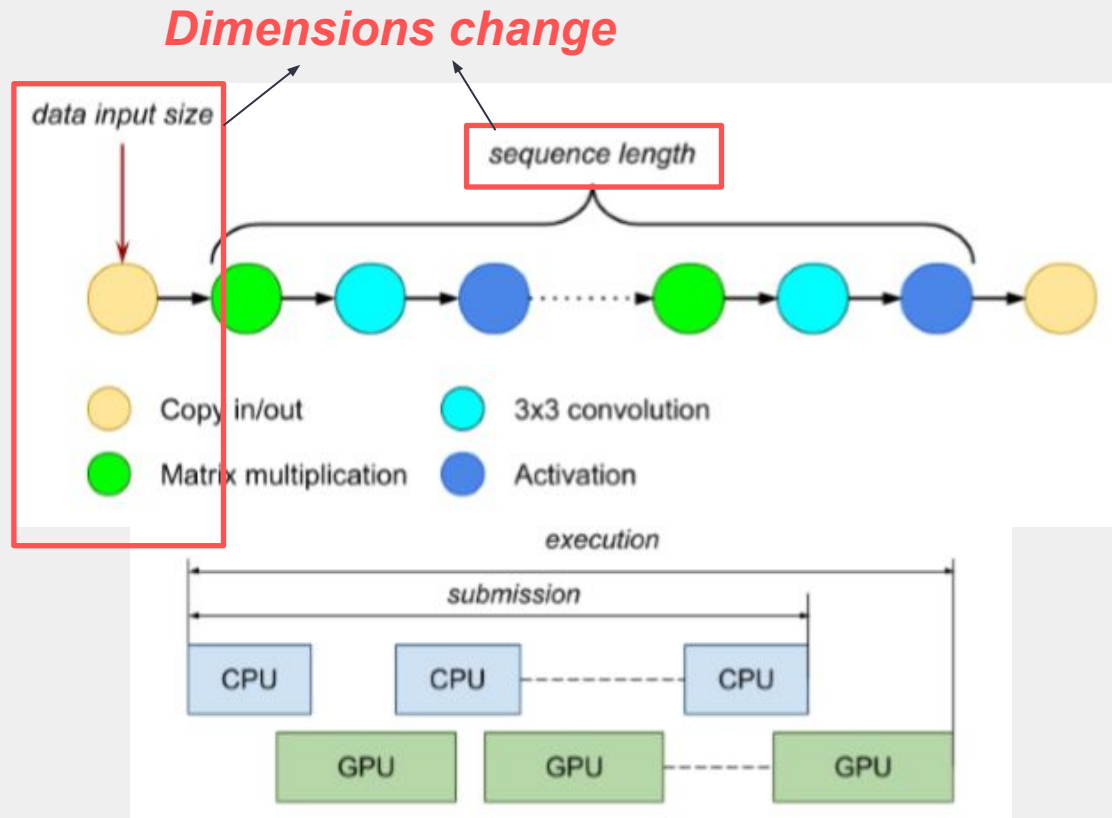 Dimensions change
data input size
sequence length
Copy in/out
3x3 convolution
Matrix multiplication
Activation
execution
submission
CPU
CPU
CPU
GPU
GPU
GPU